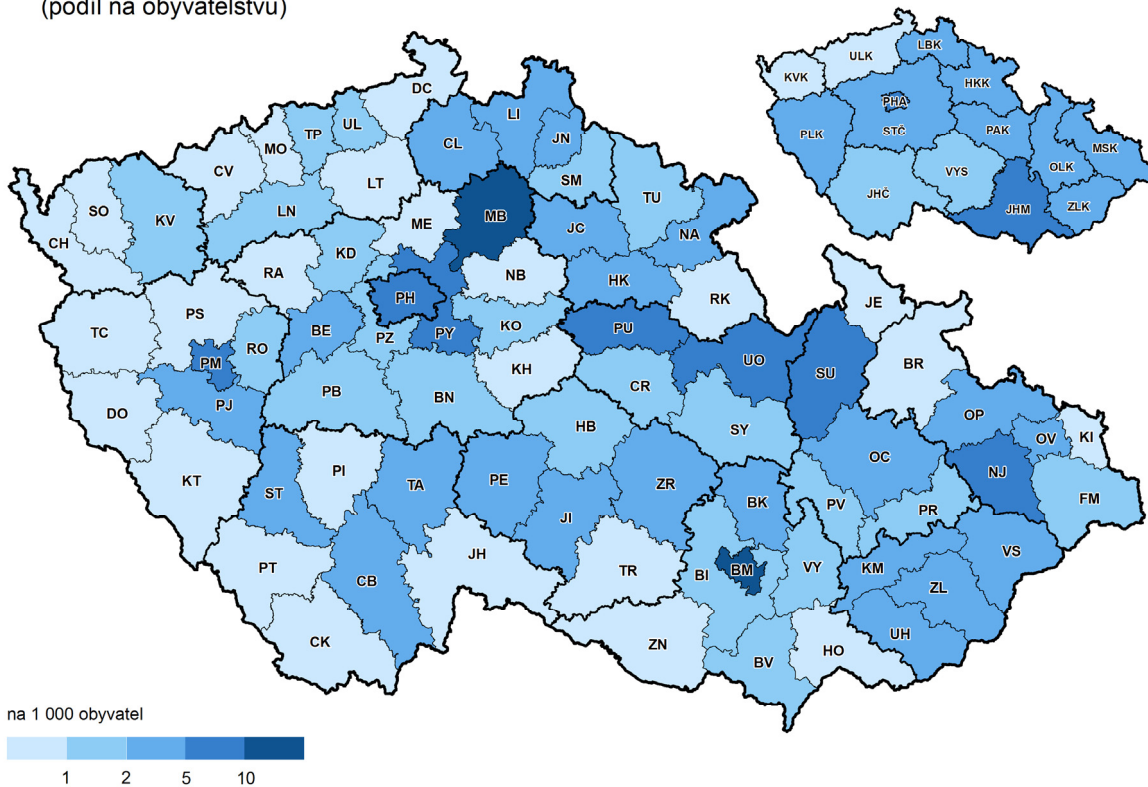 (podíl na obyvatelstvu)
DC
LI
UL
TP
JN
CL
MO
CV
LT
SM
TU
SO
KV
LN
ME
MB
JC
NA
CH
KD
RA
NB
HK
PH
RK
PS
TC
BE
PZ
PY
KO
PU
RO
PM
UO
KH
PJ
CR
DO
PB
BN
HB
SY
KT
PI
ST
TA
PE
ZR
JI
BK
PT
CB
JH
TR
BI
BM
VY
CK
ZN
BV
HO
JE
SU
BR
OP
OV
KI
OC
NJ
FM
PV
PR
KM
VS
ZL
UH
KVK
ULK
LBK
HKK
PHA
STČ
PLK
PAK
MSK
OLK
VYS
JHČ
JHM
ZLK
na 1 000 obyvatel
1 2 5 10